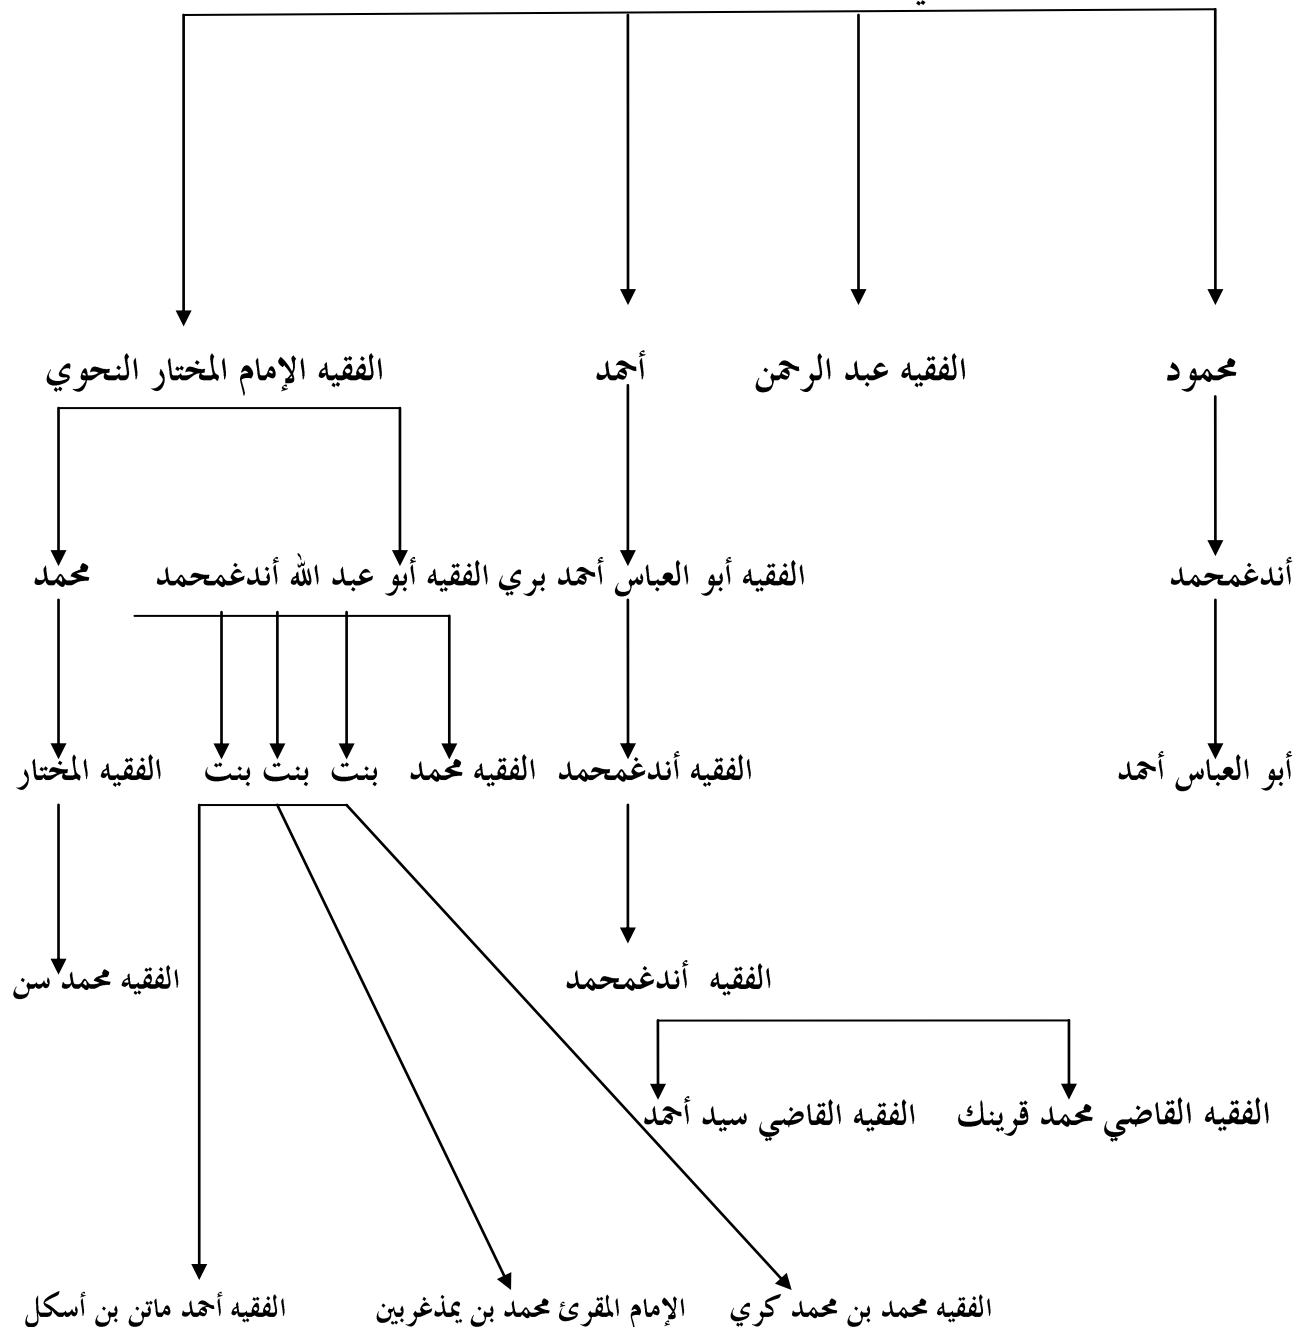 محمود الفقيه عبد الرحمن أحمد الفقيه الإمام المختار النحوي
أندغمحمد الفقيه أبو العباس أحمد بري الفقيه أبو عبد الله أندغمحمد محمد
أبو العباس أحمد الفقيه أندغمحمد الفقيه محمد بنت بنت بنت الفقيه المختار
الفقيه أندغمحمد الفقيه محمد سن
الفقيه القاضي محمد قرينك الفقيه القاضي سيد أحمد
الفقيه محمد بن محمد كري الإمام المقرئ محمد بن يمذغربين الفقيه أحمد ماتن بن أسكل